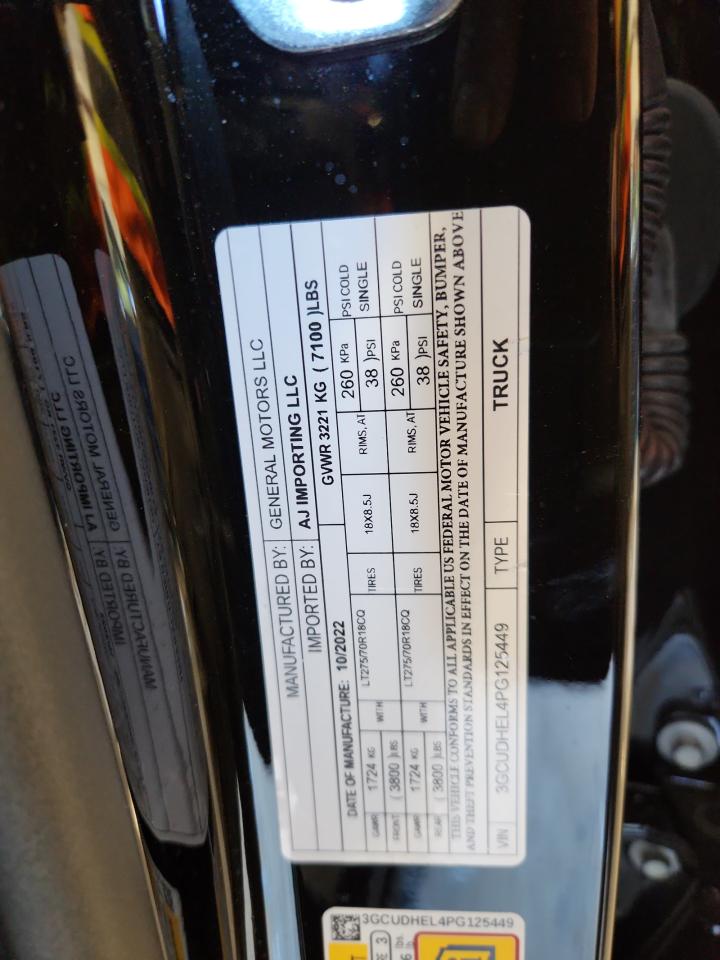 MANUFACTURED BY: GENERAL MOTORS LLC
IMPORTED BY: AJ IMPORTING LLC
DATE OF MANUFACTURE: 10/2022 GVWR 3221 KG ( 7100 )LBS
GAWR 1724 KG WITH LT275/70R18CQ TIRES 18X8.5J RIMS, AT 260 KPa PSI COLD
FRONT ( 3800 )LBS 38 )PSI SINGLE
GAWR 1724 KG WITH LT275/70R18CQ TIRES 18X8.5J RIMS, AT 260 KPa PSI COLD
REAR ( 3800 )LBS 38 )PSI SINGLE
THIS VEHICLE CONFORMS TO ALL APPLICABLE US FEDERAL MOTOR VEHICLE SAFETY, BUMPER,
AND THEFT PREVENTION STANDARDS IN EFFECT ON THE DATE OF MANUFACTURE SHOWN ABOVE
VIN 3GCUDHEL4PG125449 TYPE TRUCK
3GCUDHEL4PG125449